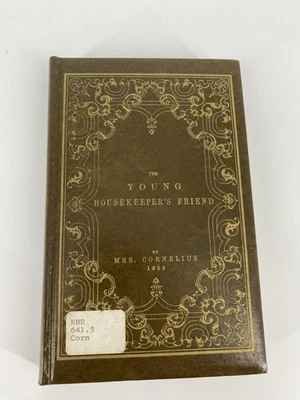 THE
YOUNG
HOUSEKEEPER'S FRIEND
BY
MRS. CORNELIUS
1859
RBR
641.5
Corn